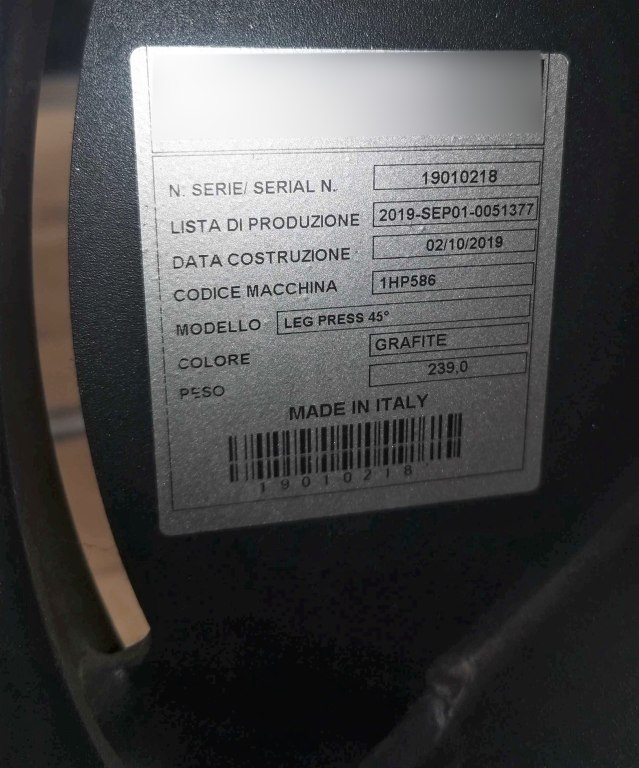 N. SERIE/ SERIAL N. 19010218
LISTA DI PRODUZIONE 2019-SEP01-0051377
DATA COSTRUZIONE 02/10/2019
CODICE MACCHINA 1HP586
MODELLO LEG PRESS 45°
COLORE GRAFITE
PESO 239,0
MADE IN ITALY
19010218